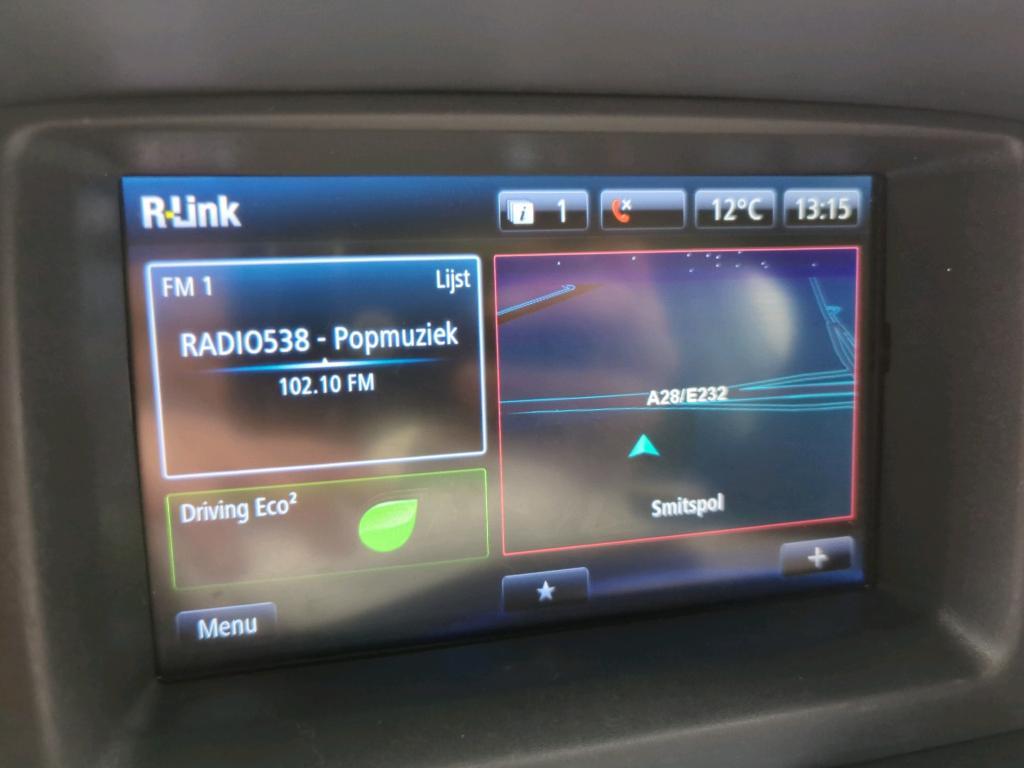 R-Link
1
12°C
13:15
FM 1
Lijst
RADIO538 - Popmuziek
102.10 FM
A28/E232
Smitspol
Driving Eco²
Menu